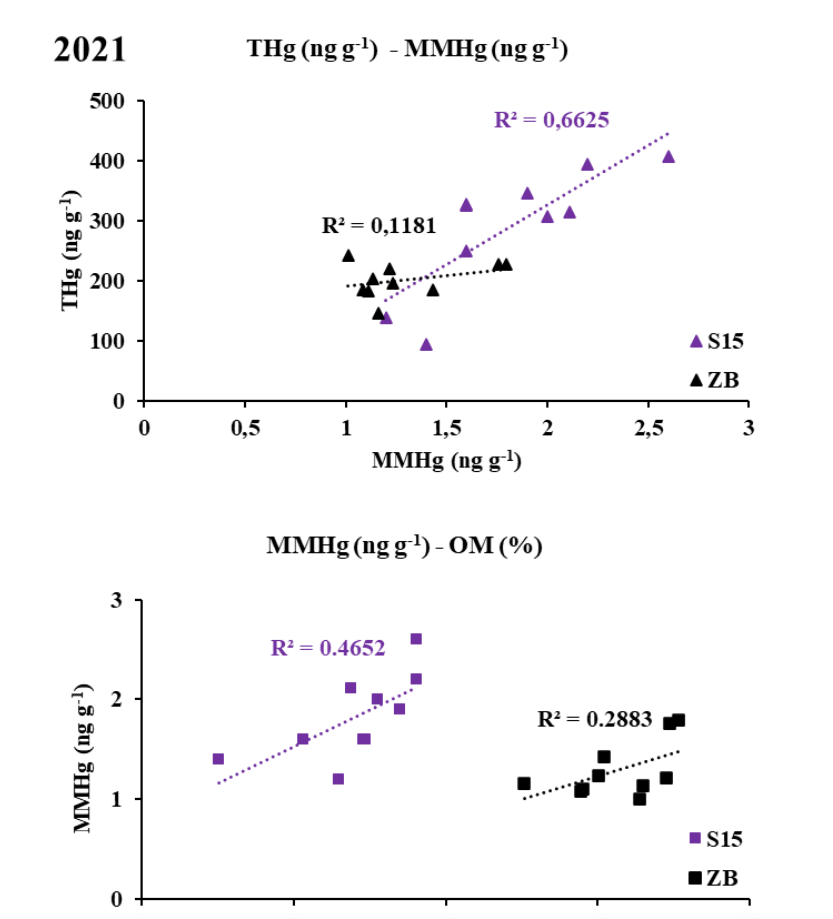 2021
THg (ng g⁻¹) - MMHg (ng g⁻¹)
THg (ng g⁻¹)
500
400
300
200
100
0
R² = 0,6625
R² = 0,1181
S15
ZB
0 0,5 1 1,5 2 2,5 3
MMHg (ng g⁻¹)
MMHg (ng g⁻¹) - OM (%)
MMHg (ng g⁻¹)
3
2
1
0
R² = 0.4652
R² = 0.2883
S15
ZB